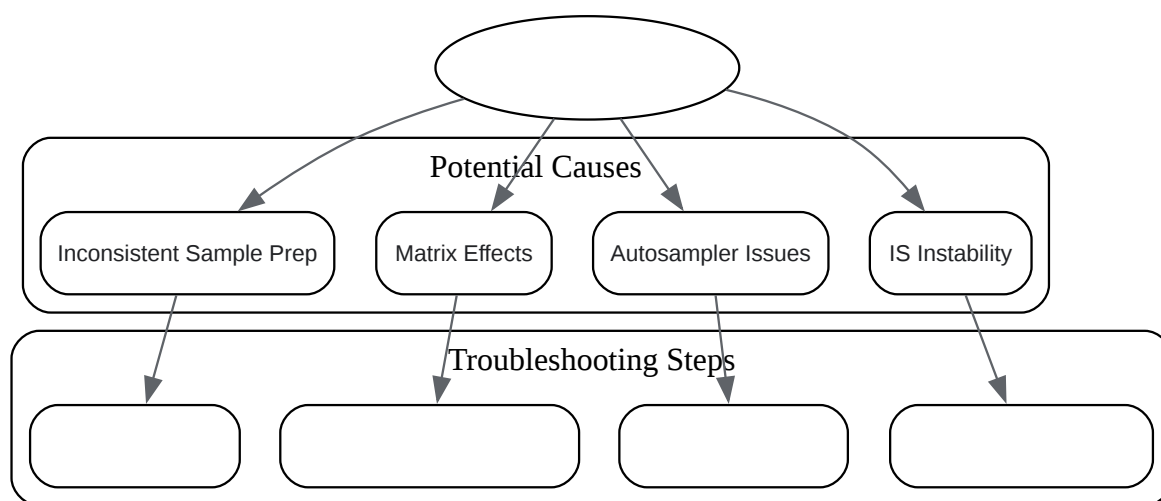 Potential Causes
Inconsistent Sample Prep
Matrix Effects
Autosampler Issues
IS Instability
Troubleshooting Steps